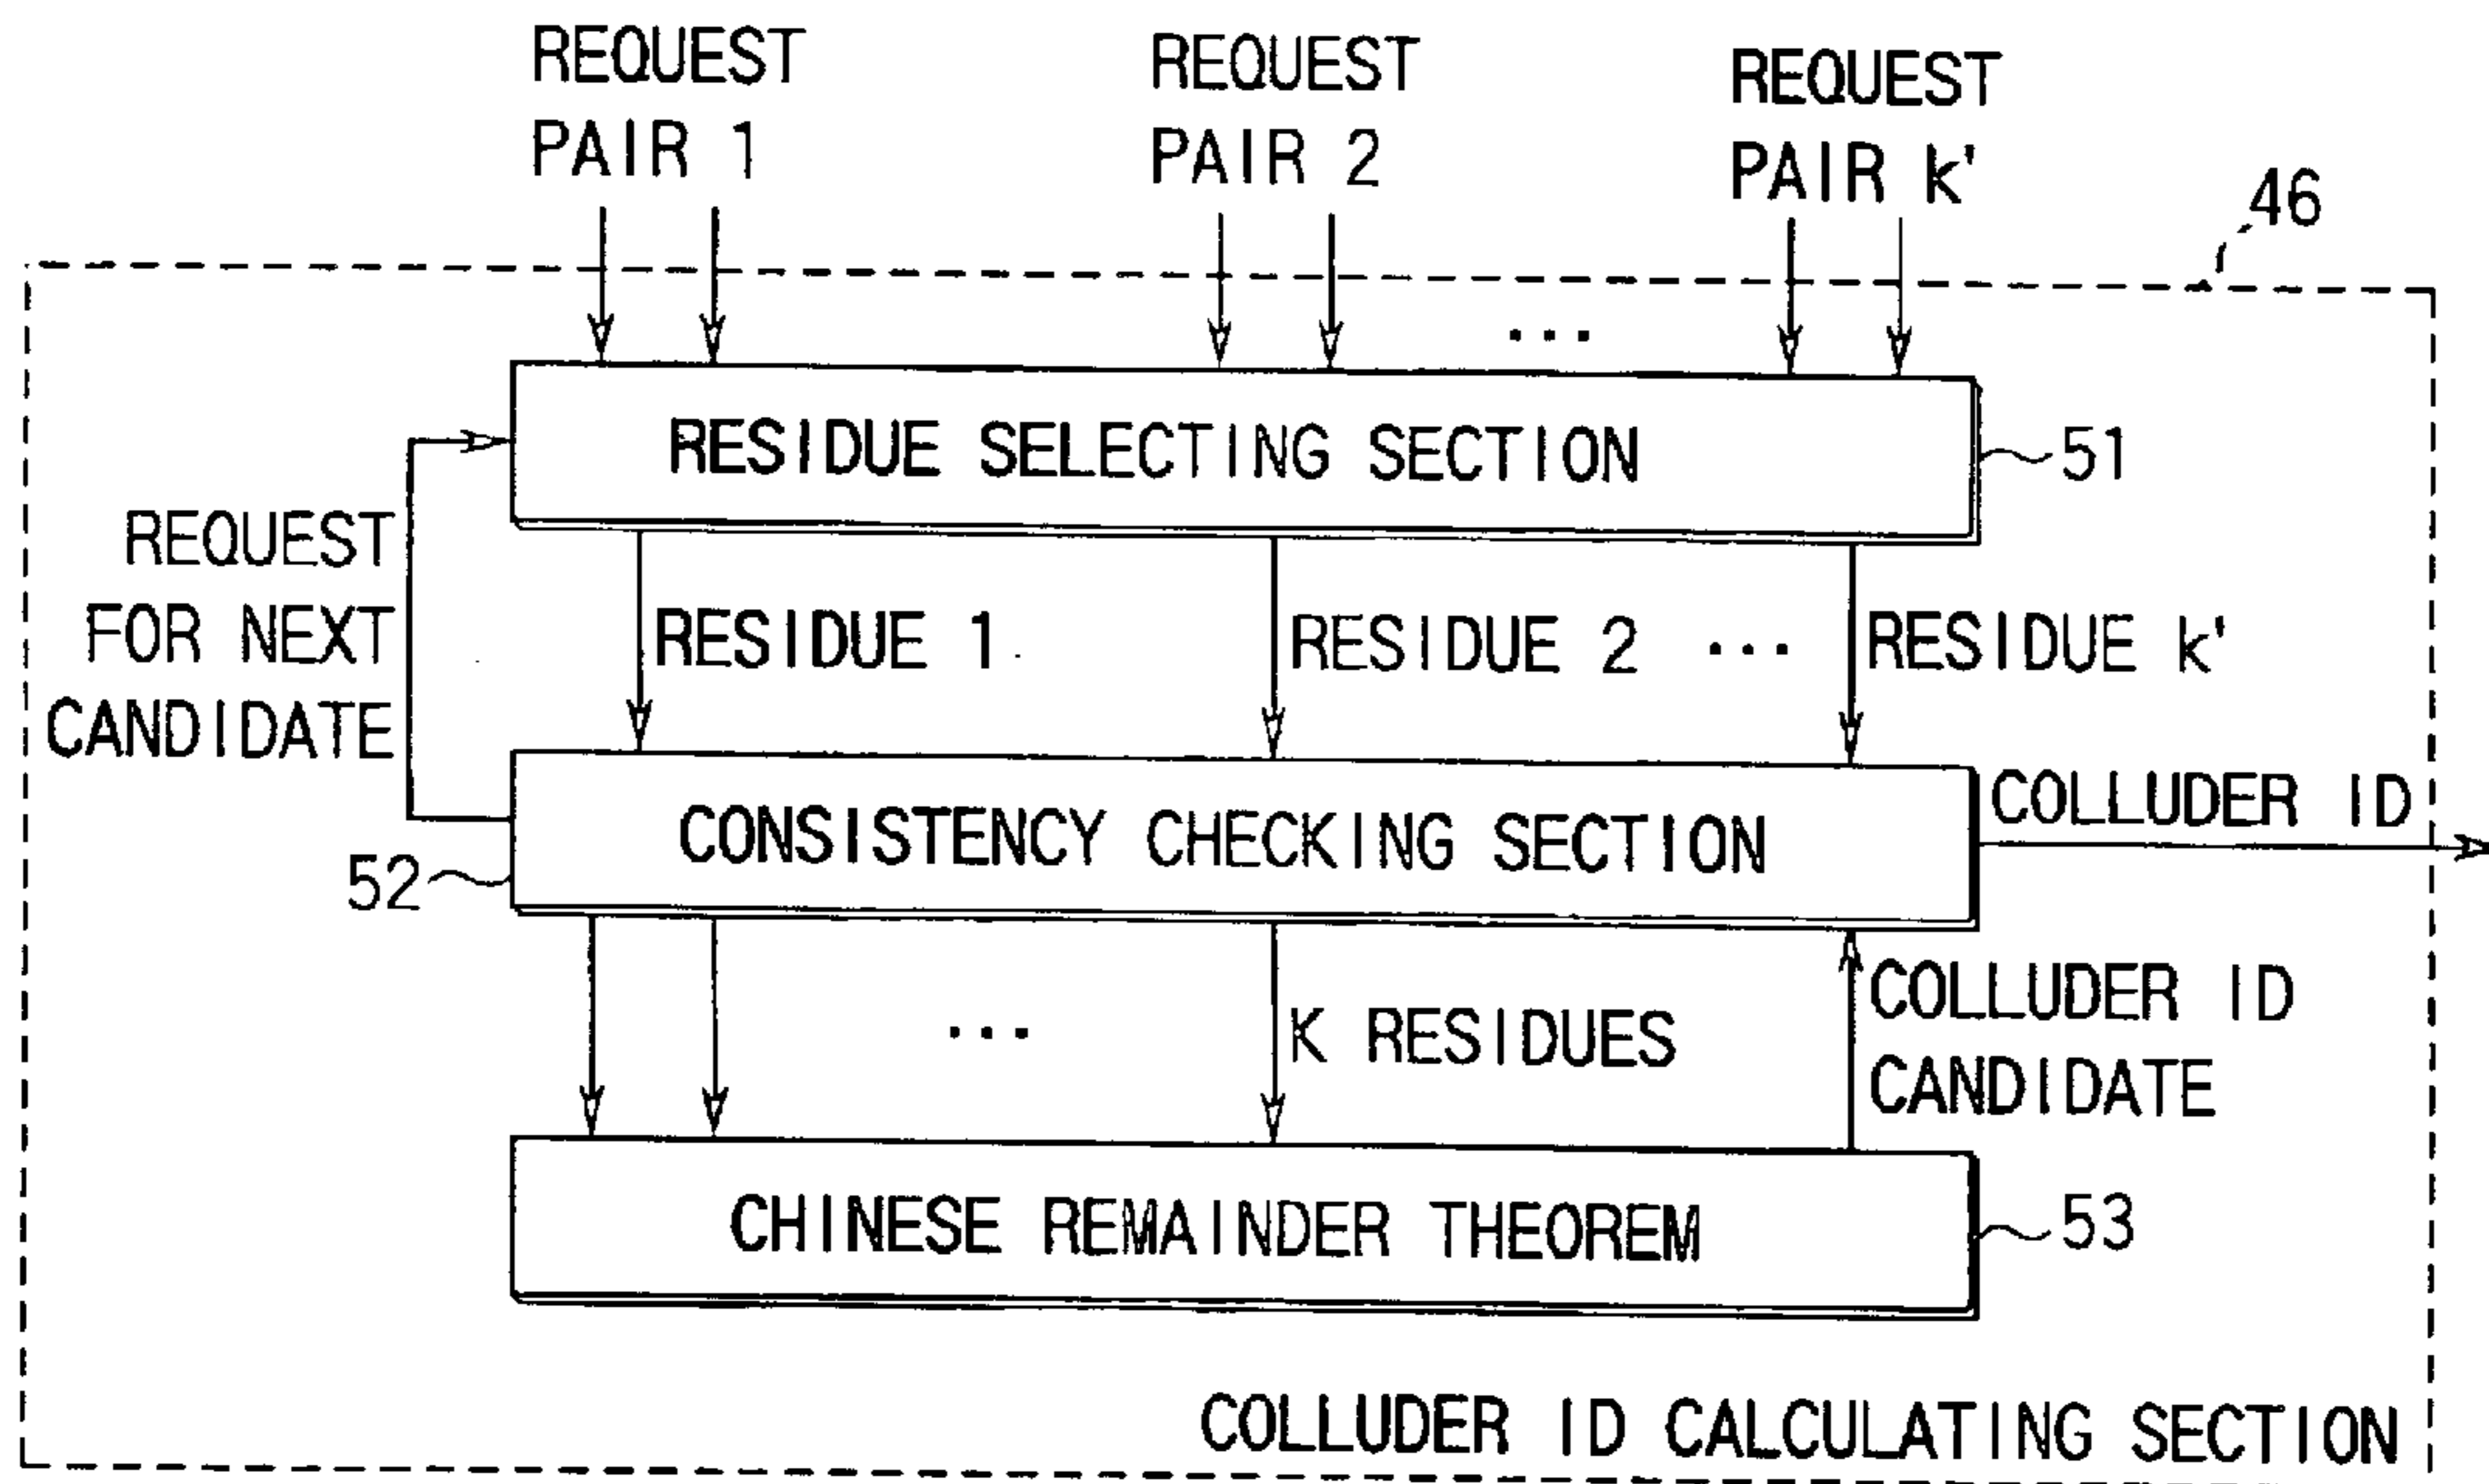 REQUEST
PAIR 1
REQUEST
PAIR 2
REQUEST
PAIR k'
46
...
RESIDUE SELECTING SECTION
51
REQUEST
FOR NEXT
CANDIDATE
RESIDUE 1
RESIDUE 2
...
RESIDUE k'
CONSISTENCY CHECKING SECTION
52
COLLUDER ID
...
K RESIDUES
COLLUDER ID
CANDIDATE
CHINESE REMAINDER THEOREM
53
COLLUDER ID CALCULATING SECTION